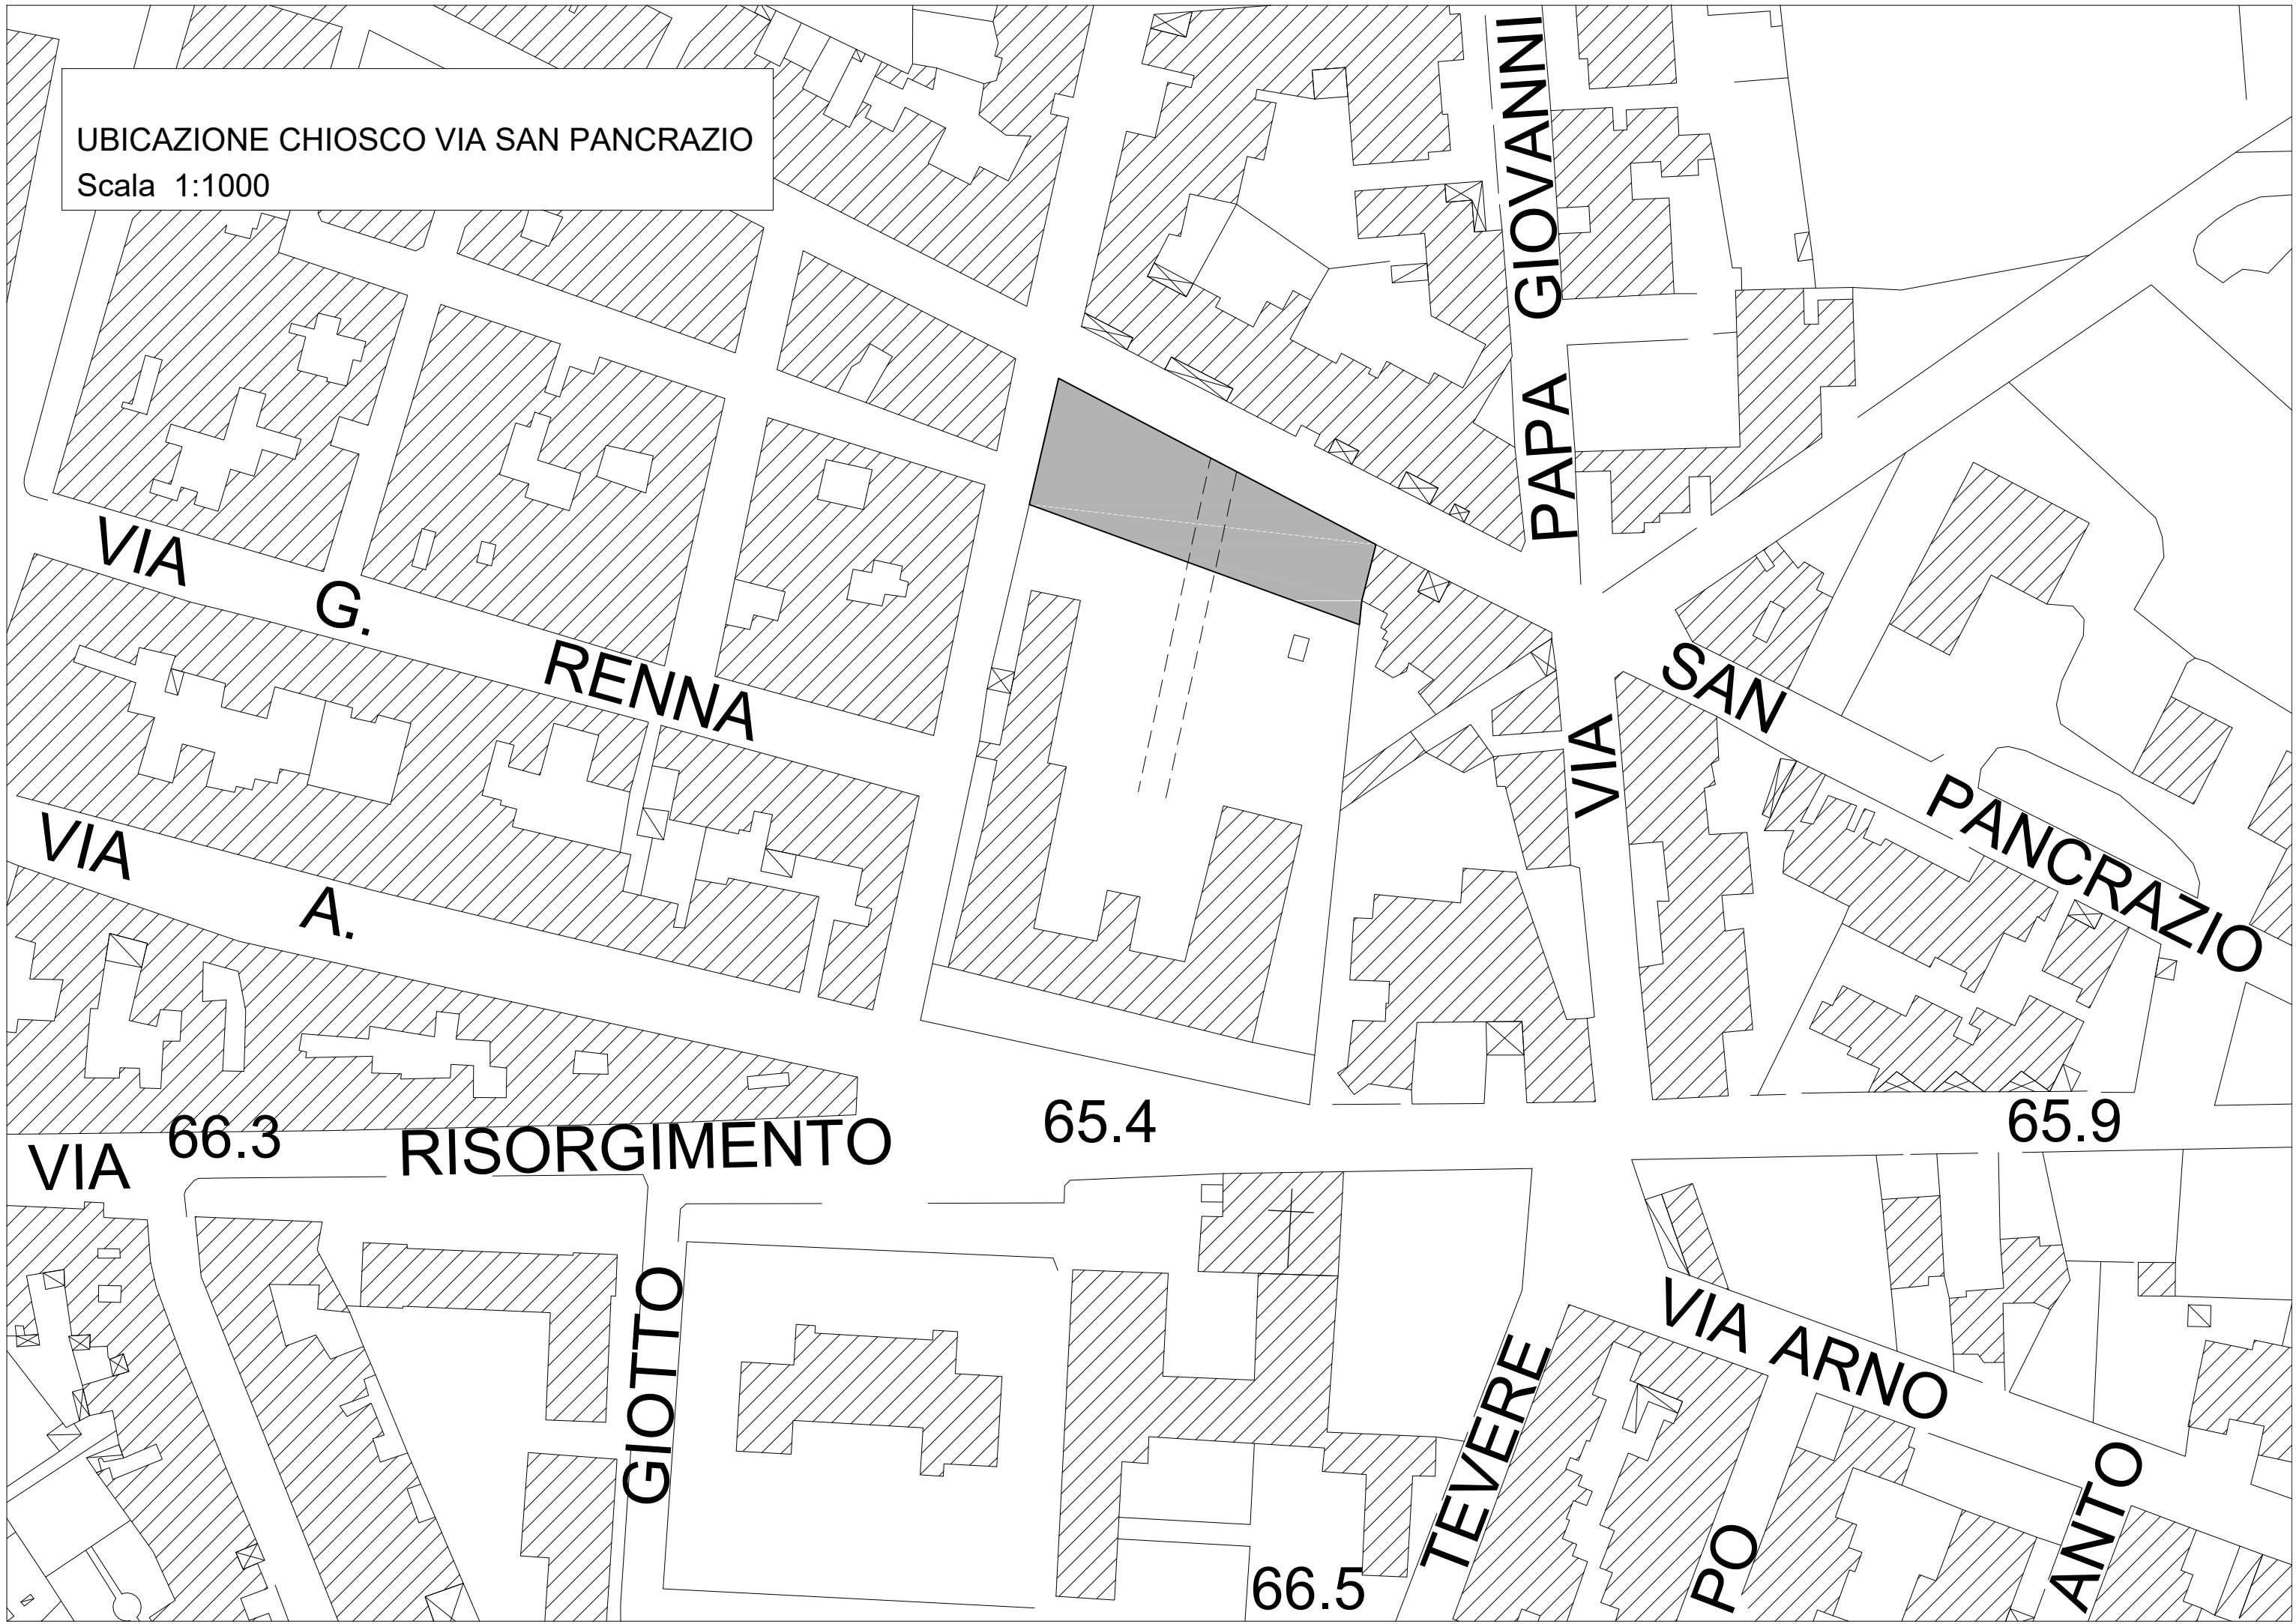 UBICAZIONE CHIOSCO VIA SAN PANCRAZIO
Scala 1:1000
PAPA GIOVANNI
VIA G. RENNA
SAN PANCRAZIO
VIA
VIA A.
66.3
65.4
65.9
VIA RISORGIMENTO
GIOTTO
TEVERE
VIA ARNO
PO
ANTO
66.5